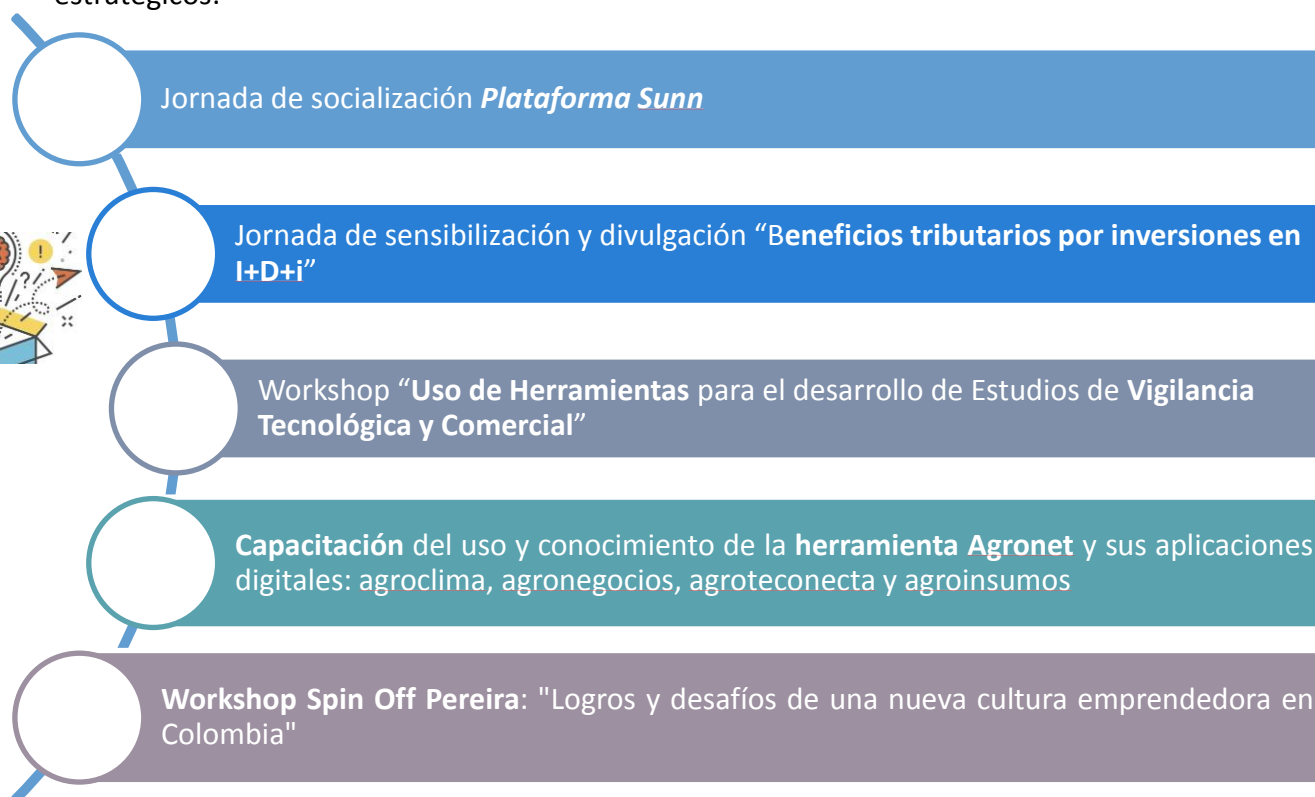 estratégicos:
Jornada de socialización Plataforma Sunn
Jornada de sensibilización y divulgación “Beneficios tributarios por inversiones en
I+D+i”
Workshop “Uso de Herramientas para el desarrollo de Estudios de Vigilancia
Tecnológica y Comercial”
Capacitación del uso y conocimiento de la herramienta Agronet y sus aplicaciones
digitales: agroclima, agronegocios, agroteconecta y agroinsumos
Workshop Spin Off Pereira: "Logros y desafíos de una nueva cultura emprendedora en
Colombia"